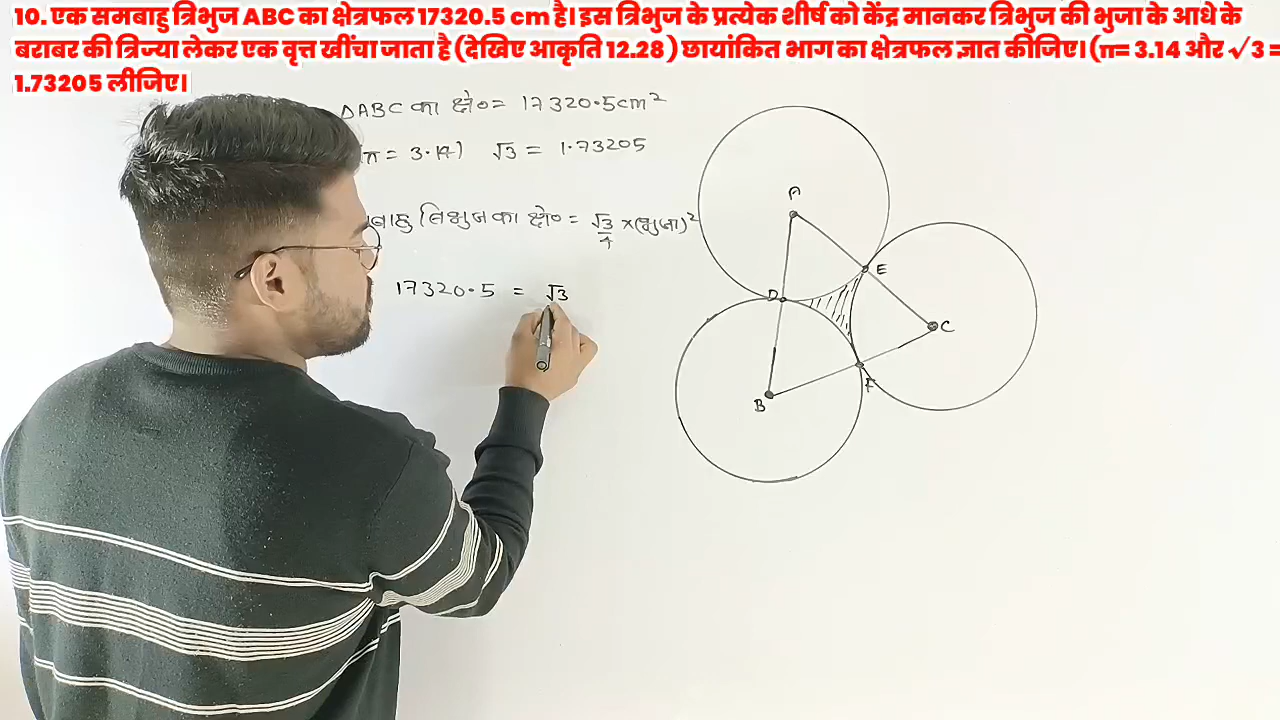 10. एक समबाहु त्रिभुज ABC का क्षेत्रफल 17320.5 cm है। इस त्रिभुज के प्रत्येक शीर्ष को केंद्र मानकर त्रिभुज की भुजा के आधे के
बराबर की त्रिज्या लेकर एक वृत्त खींचा जाता है (देखिए आकृति 12.28 ) छायांकित भाग का क्षेत्रफल ज्ञात कीजिए। (π= 3.14 और √3 =
1.73205 लीजिए।
ΔABC का क्षे० = 17320.5cm²
π = 3.14) √3 = 1.73205
बाहु त्रिभुज का क्षे० = √3/4 ×(भुजा)²
17320.5 = √3
A
E
D
C
F
B